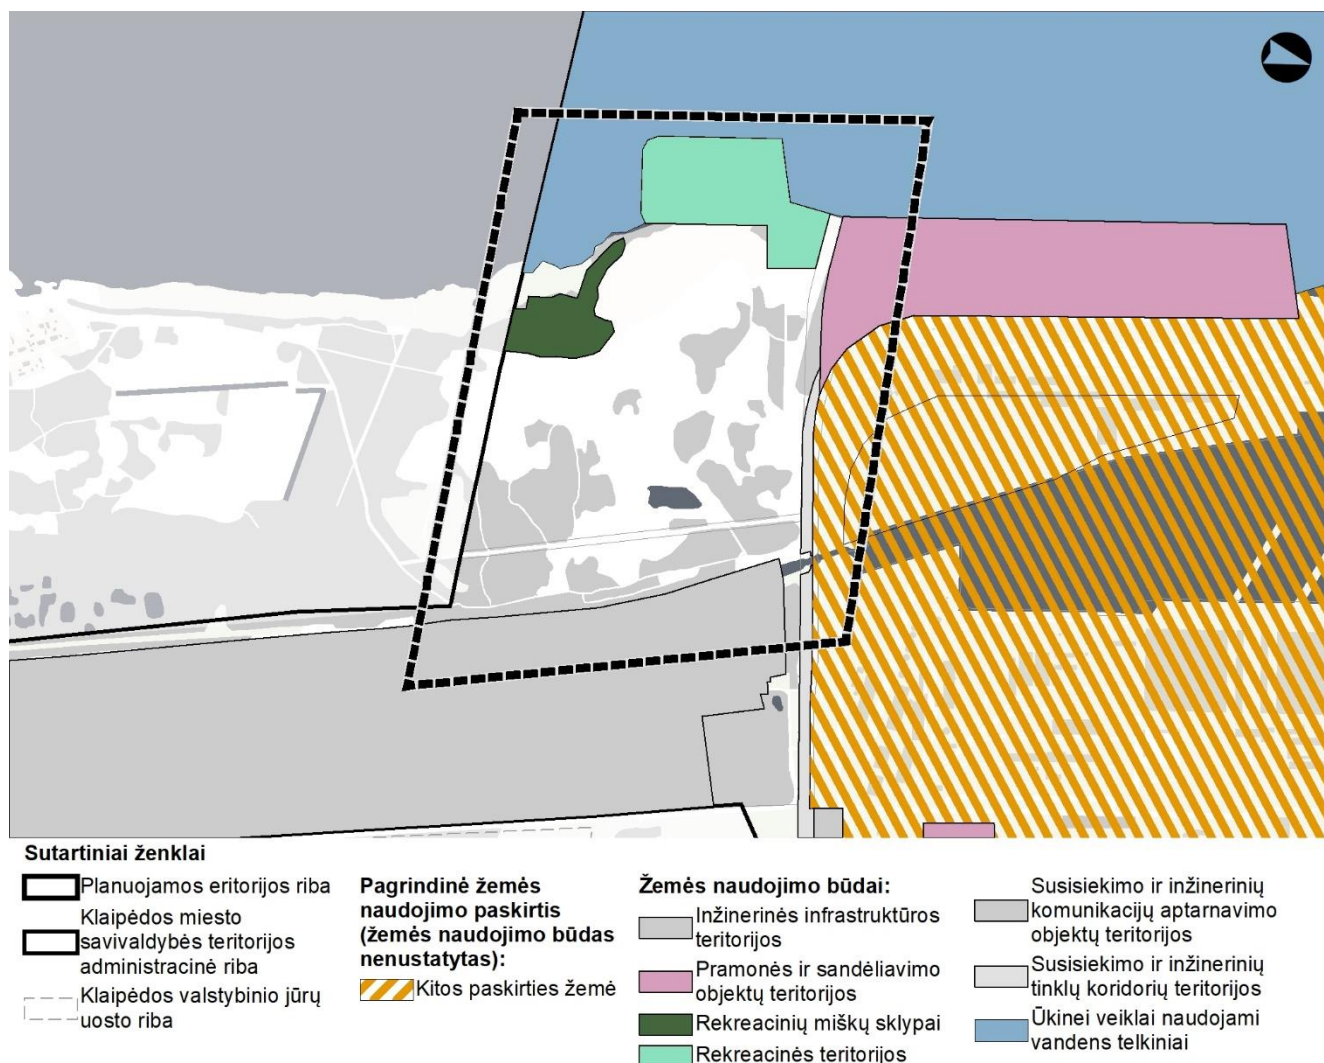 Sutartiniai ženklai
Planuojamos eritorijos riba
Klaipėdos miesto
savivaldybės teritorijos
administracinė riba
Klaipėdos valstybinio jūrų
uosto riba
Pagrindinė žemės
naudojimo paskirtis
(žemės naudojimo būdas
nenustatytas):
Kitos paskirties žemė
Žemės naudojimo būdai:
Inžinerinės infrastruktūros
teritorijos
Pramonės ir sandėliavimo
objektų teritorijos
Rekreacinių miškų sklypai
Rekreacinės teritorijos
Susisiekimo ir inžinerinių
komunikacijų aptarnavimo
objektų teritorijos
Susisiekimo ir inžinerinių
tinklų koridorių teritorijos
Ūkinei veiklai naudojami
vandens telkiniai